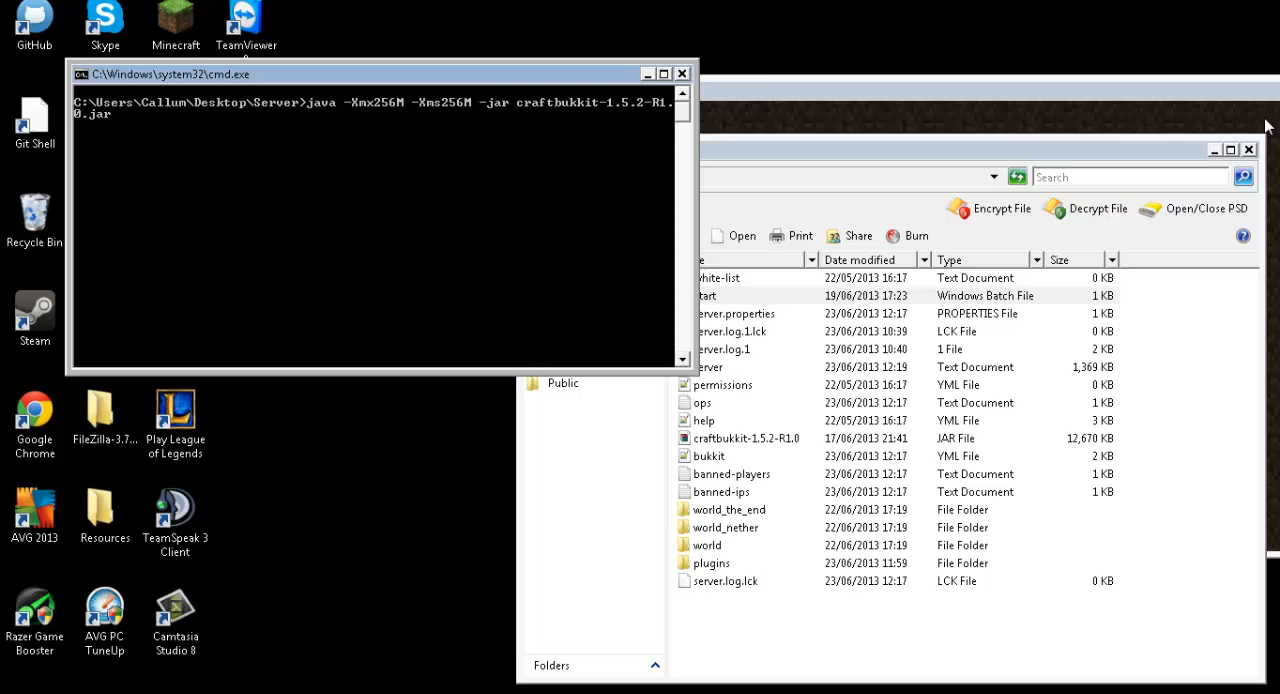 GitHub
Skype
Minecraft
TeamViewer
C:\Windows\system32\cmd.exe
C:\Users\Callum\Desktop\Server>java -Xmx256M -Xms256M -jar craftbukkit-1.5.2-R1.
0.jar
Git Shell
Recycle Bin
Steam
Google
Chrome
FileZilla-3.7...
Play League
of Legends
AVG 2013
Resources
TeamSpeak 3
Client
Razer Game
Booster
AVG PC
TuneUp
Camtasia
Studio 8
Search
Encrypt File
Decrypt File
Open/Close PSD
Open
Print
Share
Burn
e
Date modified
Type
Size
white-list 22/05/2013 16:17 Text Document 0 KB
tart 19/06/2013 17:23 Windows Batch File 1 KB
erver.properties 23/06/2013 12:17 PROPERTIES File 1 KB
erver.log.1.lck 23/06/2013 10:39 LCK File 0 KB
erver.log.1 23/06/2013 10:40 1 File 2 KB
erver 23/06/2013 12:19 Text Document 1,369 KB
permissions 22/05/2013 16:17 YML File 0 KB
ops 23/06/2013 12:17 Text Document 0 KB
help 22/05/2013 16:17 YML File 3 KB
craftbukkit-1.5.2-R1.0 17/06/2013 21:41 JAR File 12,670 KB
bukkit 23/06/2013 12:17 YML File 2 KB
banned-players 23/06/2013 12:17 Text Document 1 KB
banned-ips 23/06/2013 12:17 Text Document 1 KB
world_the_end 22/06/2013 17:19 File Folder
world_nether 22/06/2013 17:19 File Folder
world 22/06/2013 17:19 File Folder
plugins 23/06/2013 11:59 File Folder
server.log.lck 23/06/2013 12:17 LCK File 0 KB
Public
Folders